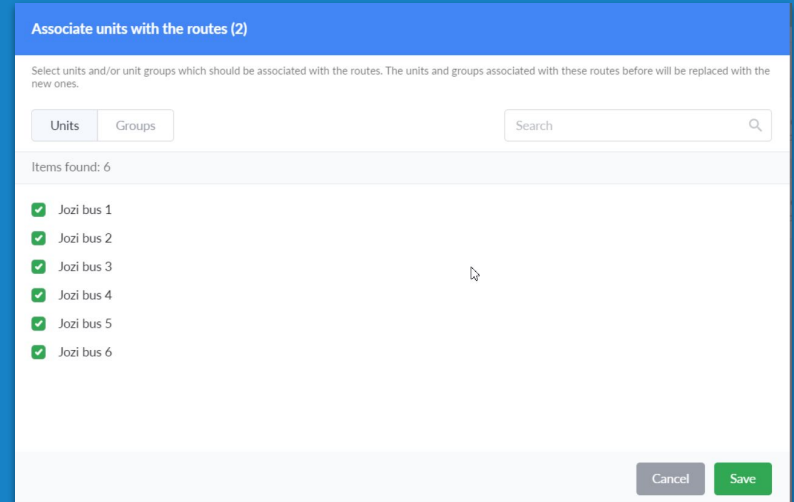 Associate units with the routes (2)
Select units and/or unit groups which should be associated with the routes. The units and groups associated with these routes before will be replaced with the
new ones.
Units Groups Search
Items found: 6
Jozi bus 1
Jozi bus 2
Jozi bus 3
Jozi bus 4
Jozi bus 5
Jozi bus 6
Cancel Save